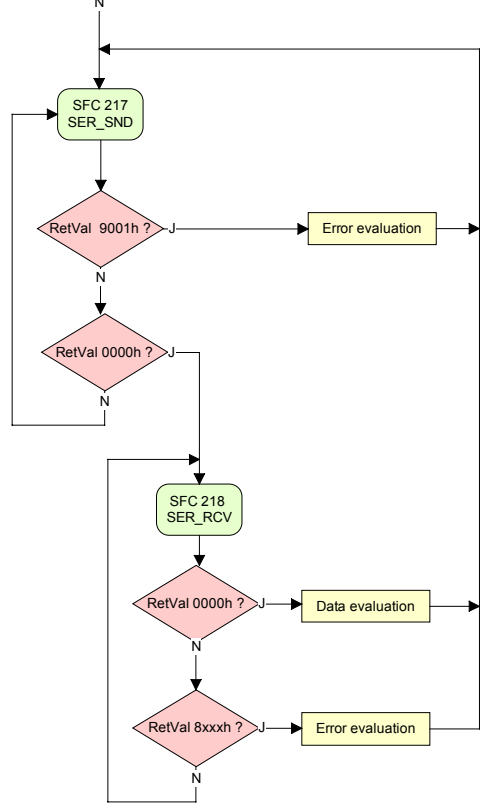 N
SFC 217
SER_SND
RetVal 9001h ?
J
Error evaluation
N
RetVal 0000h ?
J
N
SFC 218
SER_RCV
RetVal 0000h ?
J
Data evaluation
N
RetVal 8xxxh ?
J
Error evaluation
N